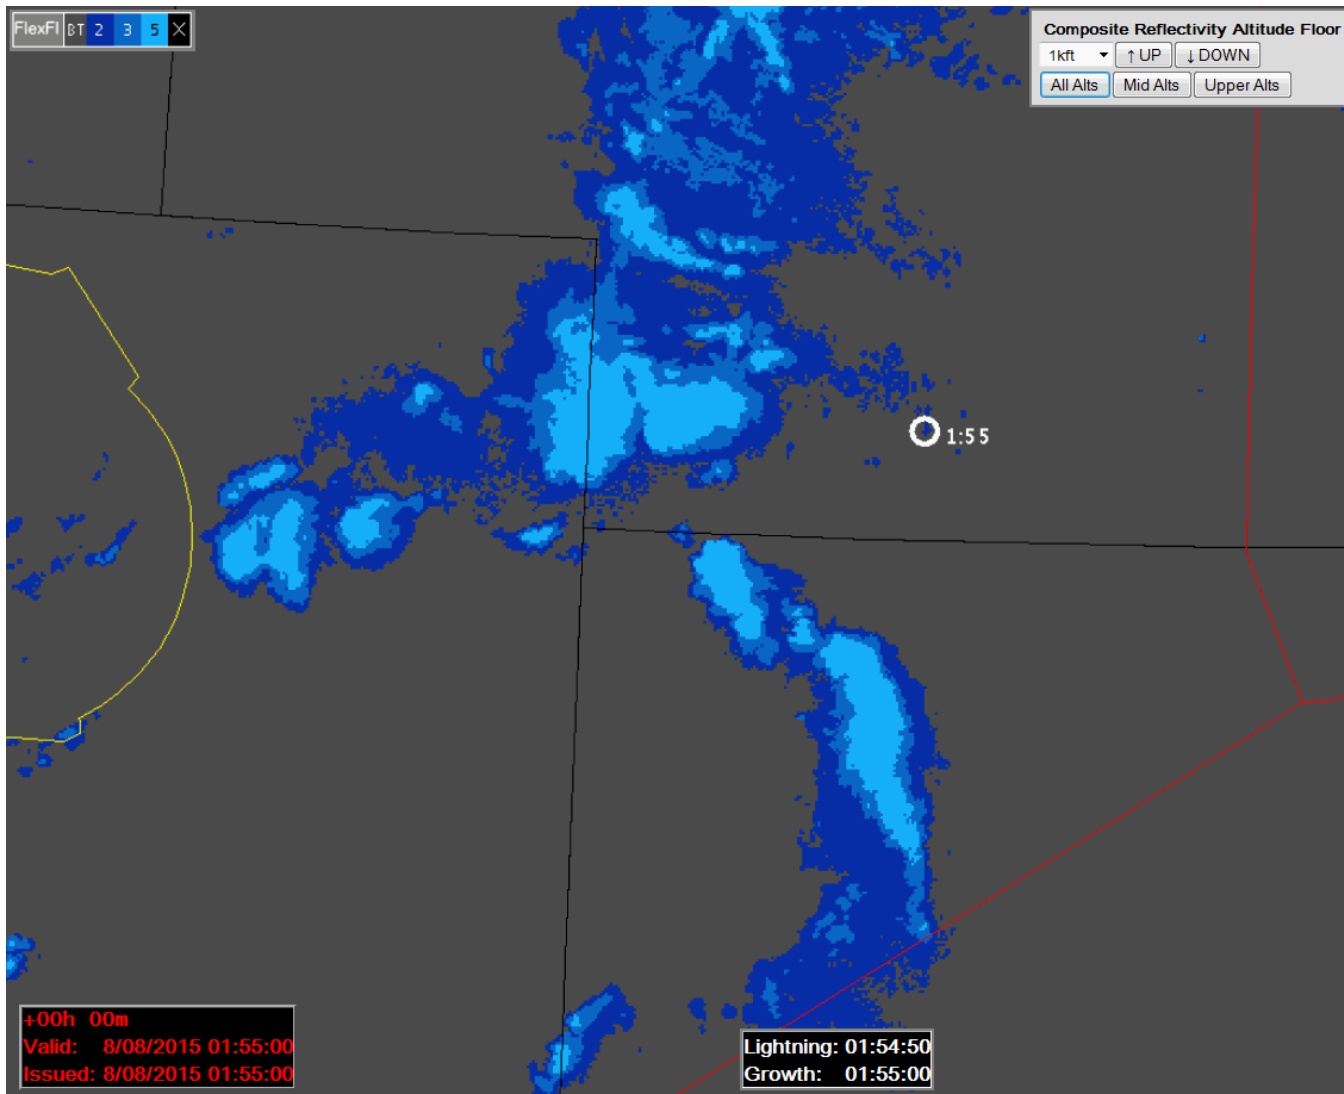 FlexFl BT 2 3 5 X
Composite Reflectivity Altitude Floor
1kft ↑ UP ↓ DOWN
All Alts Mid Alts Upper Alts
1:55
+00h 00m
Valid: 8/08/2015 01:55:00
Issued: 8/08/2015 01:55:00
Lightning: 01:54:50
Growth: 01:55:00